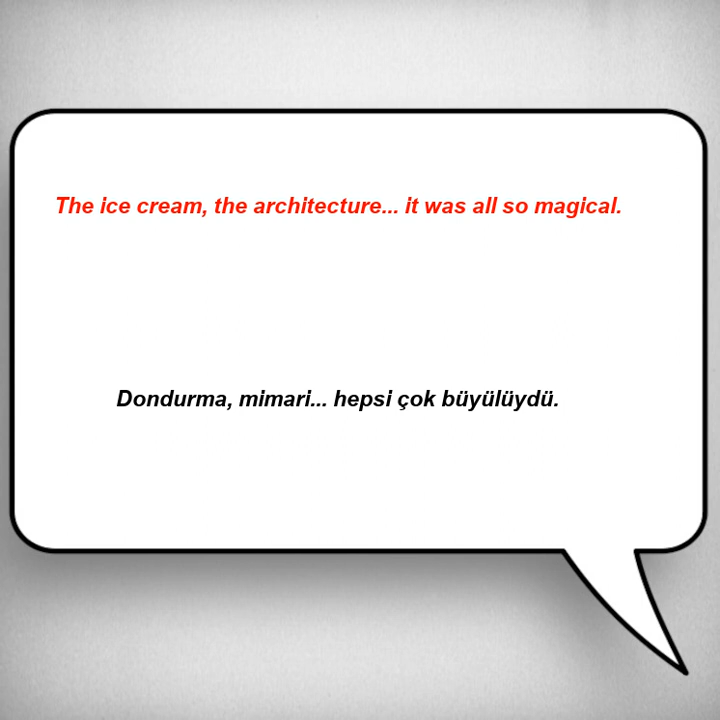 The ice cream, the architecture... it was all so magical.
Dondurma, mimari... hepsi çok büyülüydü.